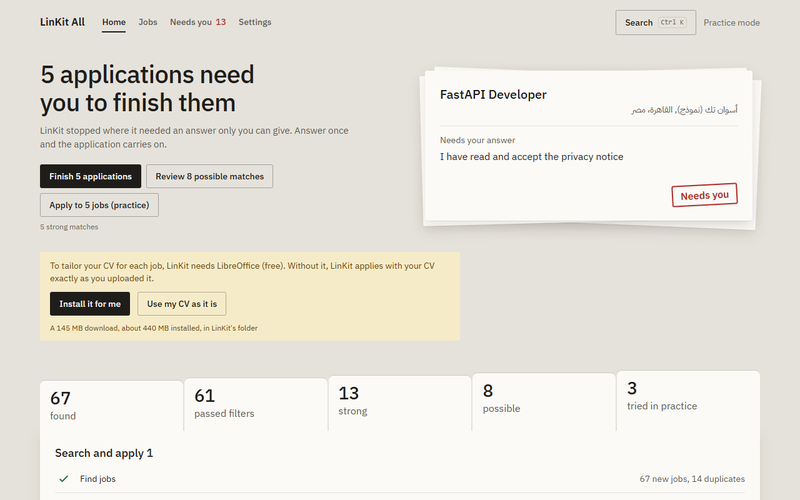 LinKit All
Home
Jobs
Needs you 13
Settings
Search Ctrl K
Practice mode
5 applications need
you to finish them
LinKit stopped where it needed an answer only you can give. Answer once
and the application carries on.
Finish 5 applications
Review 8 possible matches
Apply to 5 jobs (practice)
5 strong matches
FastAPI Developer
أسوان تك (نموذج), القاهرة، مصر
Needs your answer
I have read and accept the privacy notice
Needs you
To tailor your CV for each job, LinKit needs LibreOffice (free). Without it, LinKit applies with your CV
exactly as you uploaded it.
Install it for me
Use my CV as it is
A 145 MB download, about 440 MB installed, in LinKit's folder
67
found
61
passed filters
13
strong
8
possible
3
tried in practice
Search and apply 1
Find jobs
67 new jobs, 14 duplicates